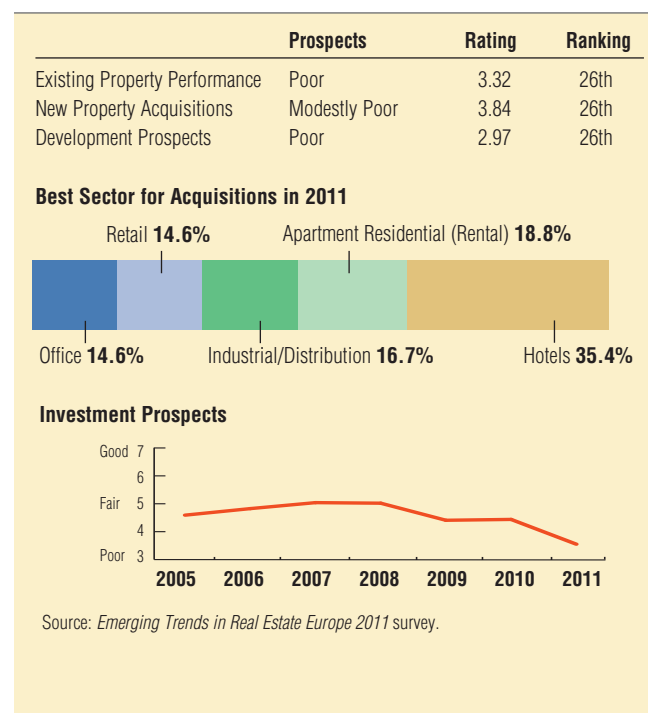 Prospects Rating Ranking
Existing Property Performance Poor 3.32 26th
New Property Acquisitions Modestly Poor 3.84 26th
Development Prospects Poor 2.97 26th
Best Sector for Acquisitions in 2011
Retail 14.6% Apartment Residential (Rental) 18.8%
Office 14.6% Industrial/Distribution 16.7% Hotels 35.4%
Investment Prospects
Good 7
6
Fair 5
4
Poor 3
2005 2006 2007 2008 2009 2010 2011
Source: Emerging Trends in Real Estate Europe 2011 survey.